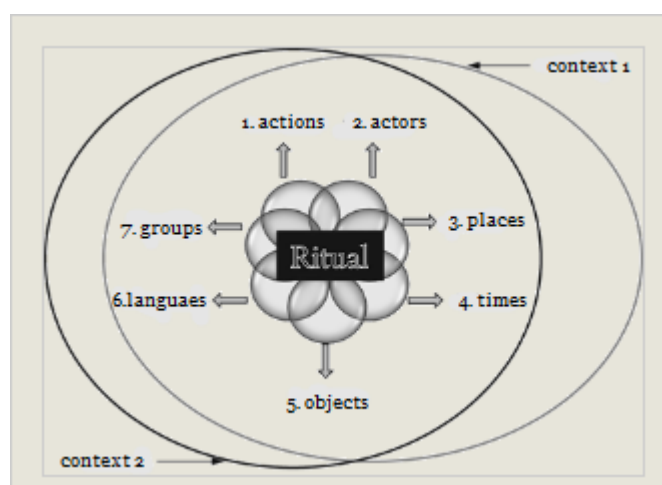 context 1
1. actions
2. actors
7. groups
3. places
Ritual
6.languaes
4. times
5. objects
context 2